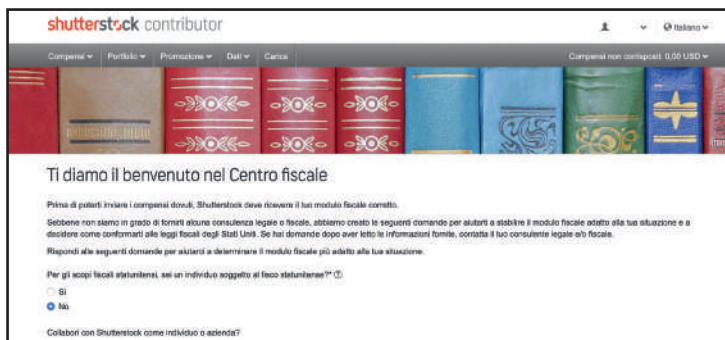 shutterstock contributor
Italiano
Compensi Portfolio Promozione Dati Carica Compensi non corrisposti: 0,00 USD
Ti diamo il benvenuto nel Centro fiscale
Prima di poterti inviare i compensi dovuti, Shutterstock deve ricevere il tuo modulo fiscale corretto.
Sebbene non siamo in grado di fornirti alcuna consulenza legale o fiscale, abbiamo creato le seguenti domande per aiutarti a stabilire il modulo fiscale adatto alla tua situazione e a
decidere come conformarti alle leggi fiscali degli Stati Uniti. Se hai domande dopo aver letto le informazioni fornite, contatta il tuo consulente legale e/o fiscale.
Rispondi alle seguenti domande per aiutarci a determinare il modulo fiscale più adatto alla tua situazione.
Per gli scopi fiscali statunitensi, sei un individuo soggetto al fisco statunitense?*
Sì
No
Collabori con Shutterstock come individuo o azienda?